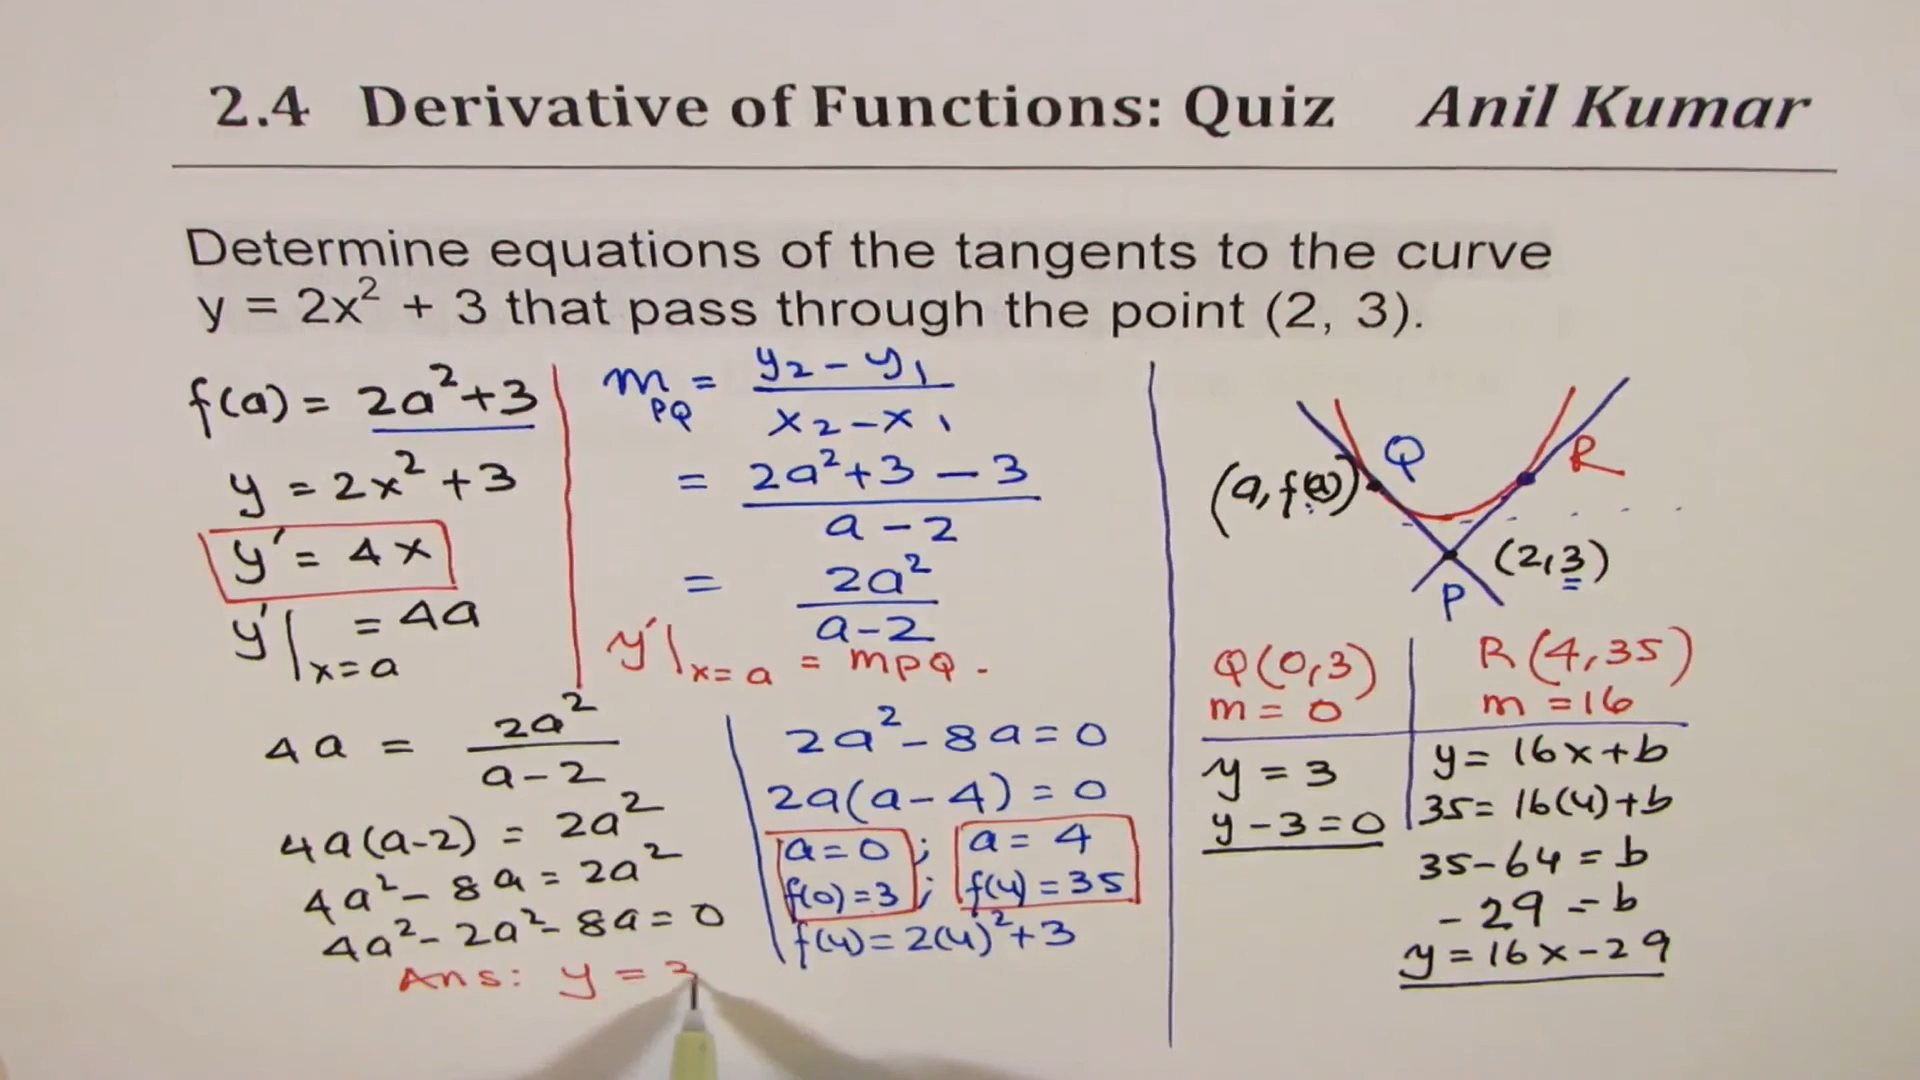 2.4 Derivative of Functions: Quiz Anil Kumar
Determine equations of the tangents to the curve
y = 2x² + 3 that pass through the point (2, 3).
f(a) = 2a²+3
y = 2x²+3
y' = 4x
y'|x=a = 4a
m PQ = y₂ - y₁ / x₂ - x₁
= 2a²+3 - 3 / a - 2
= 2a² / a-2
y'|x=a = mPQ.
4a = 2a² / a-2
4a(a-2) = 2a²
4a² - 8a = 2a²
4a² - 2a² - 8a = 0
Ans: y = 3
2a² - 8a = 0
2a(a-4) = 0
a = 0 ; a = 4
f(0) = 3 ; f(4) = 35
f(4) = 2(4)²+3
Q
R
(a, f(a))
(2,3)
P
Q(0,3)
m = 0
y = 3
y - 3 = 0
R(4,35)
m = 16
y = 16x+b
35 = 16(4)+b
35-64 = b
-29 = b
y = 16x-29